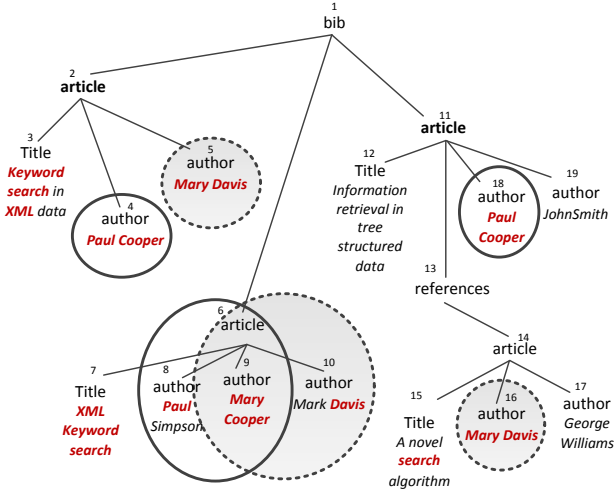 1
bib
2
article
3
Title
Keyword
search in
XML data
4
author
Paul Cooper
5
author
Mary Davis
6
article
7
Title
XML
Keyword
search
8
author
Paul
Simpson
9
author
Mary
Cooper
10
author
Mark Davis
11
article
12
Title
Information
retrieval in
tree
structured
data
18
author
Paul
Cooper
19
author
JohnSmith
13
references
14
article
15
Title
A novel
search
algorithm
16
author
Mary Davis
17
author
George
Williams